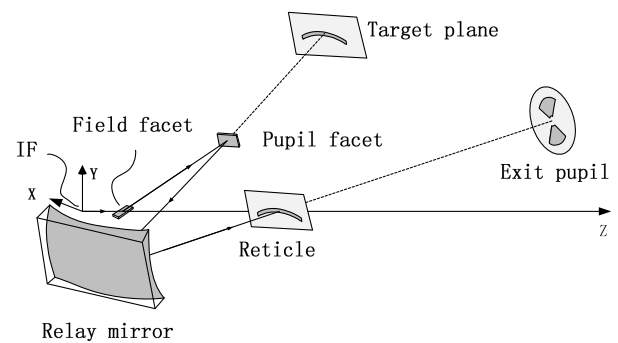 Target plane
Field facet
Pupil facet
IF
Y
X
Exit pupil
Z
Reticle
Relay mirror